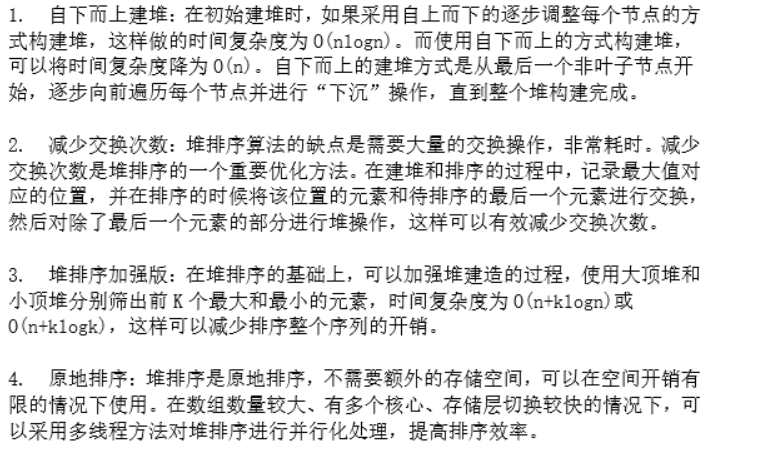 1. 自下而上建堆：在初始建堆时，如果采用自上而下的逐步调整每个节点的方
式构建堆，这样做的时间复杂度为 O(nlogn)。而使用自下而上的方式构建堆，
可以将时间复杂度降为 O(n)。自下而上的建堆方式是从最后一个非叶子节点开
始，逐步向前遍历每个节点并进行“下沉”操作，直到整个堆构建完成。
2. 减少交换次数：堆排序算法的缺点是需要大量的交换操作，非常耗时。减少
交换次数是堆排序的一个重要优化方法。在建堆和排序的过程中，记录最大值对
应的位置，并在排序的时候将该位置的元素和待排序的最后一个元素进行交换，
然后对除了最后一个元素的部分进行堆操作，这样可以有效减少交换次数。
3. 堆排序加强版：在堆排序的基础上，可以加强堆建造的过程，使用大顶堆和
小顶堆分别筛出前 K 个最大和最小的元素，时间复杂度为 O(n+klogn)或
O(n+klogk)，这样可以减少排序整个序列的开销。
4. 原地排序：堆排序是原地排序，不需要额外的存储空间，可以在空间开销有
限的情况下使用。在数组数量较大、有多个核心、存储层切换较快的情况下，可
以采用多线程方法对堆排序进行并行化处理，提高排序效率。